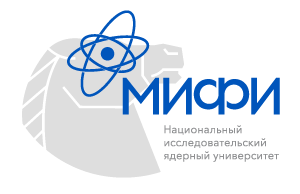 МИФИ
Национальный
исследовательский
ядерный университет